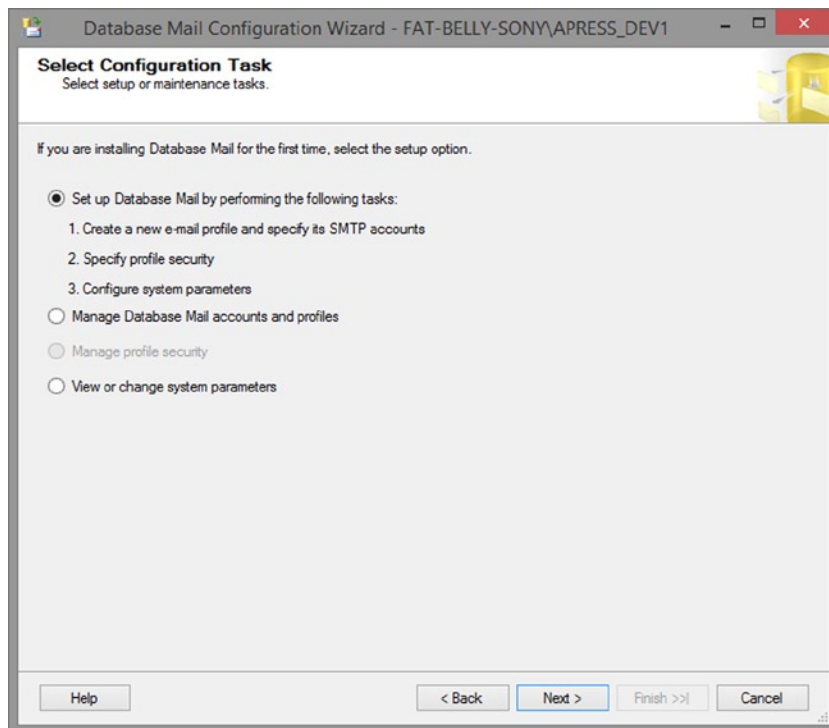 Database Mail Configuration Wizard - FAT-BELLY-SONY\APRESS_DEV1
Select Configuration Task
Select setup or maintenance tasks.
If you are installing Database Mail for the first time, select the setup option.
Set up Database Mail by performing the following tasks:
1. Create a new e-mail profile and specify its SMTP accounts
2. Specify profile security
3. Configure system parameters
Manage Database Mail accounts and profiles
Manage profile security
View or change system parameters
Help < Back Next > Finish >>| Cancel